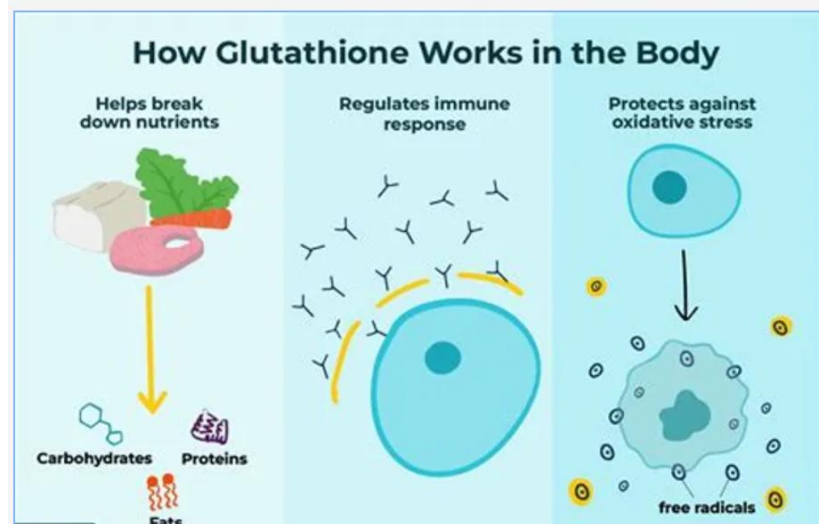 How Glutathione Works in the Body
Helps break
down nutrients
Regulates immune
response
Protects against
oxidative stress
Carbohydrates
Proteins
Fats
free radicals